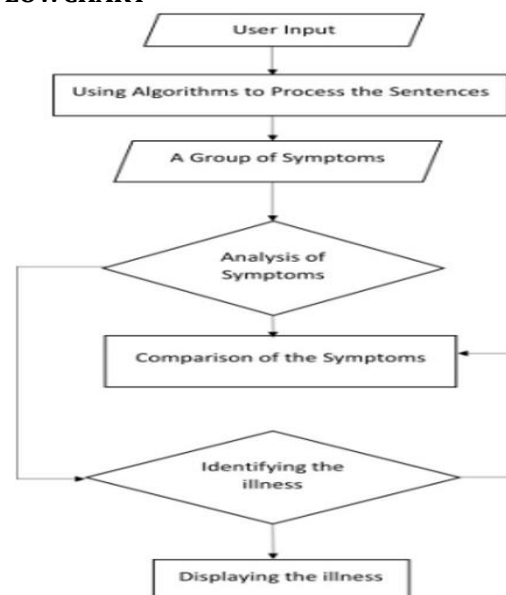 User Input
Using Algorithms to Process the Sentences
A Group of Symptoms
Analysis of
Symptoms
Comparison of the Symptoms
Identifying the
illness
Displaying the illness